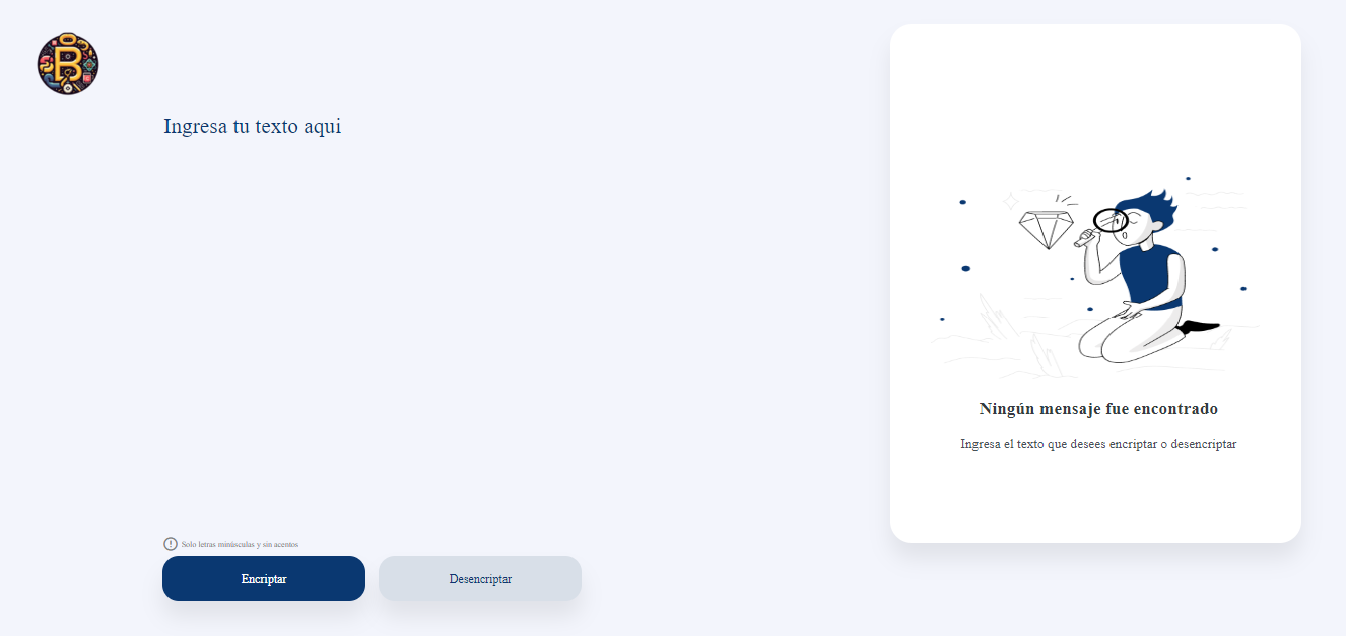 B
Ingresa tu texto aqui
Ningún mensaje fue encontrado
Ingresa el texto que desees encriptar o desencriptar
Solo letras minúsculas y sin acentos
Encriptar
Desencriptar